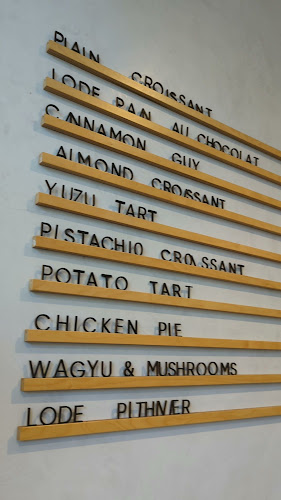 PLAIN CROISSANT
LODE PAIN AU CHOCOLAT
CINNAMON GUY
ALMOND CROISSANT
YUZU TART
PISTACHIO CROISSANT
POTATO TART
CHICKEN PIE
WAGYU & MUSHROOMS
LODE PITHIVIER